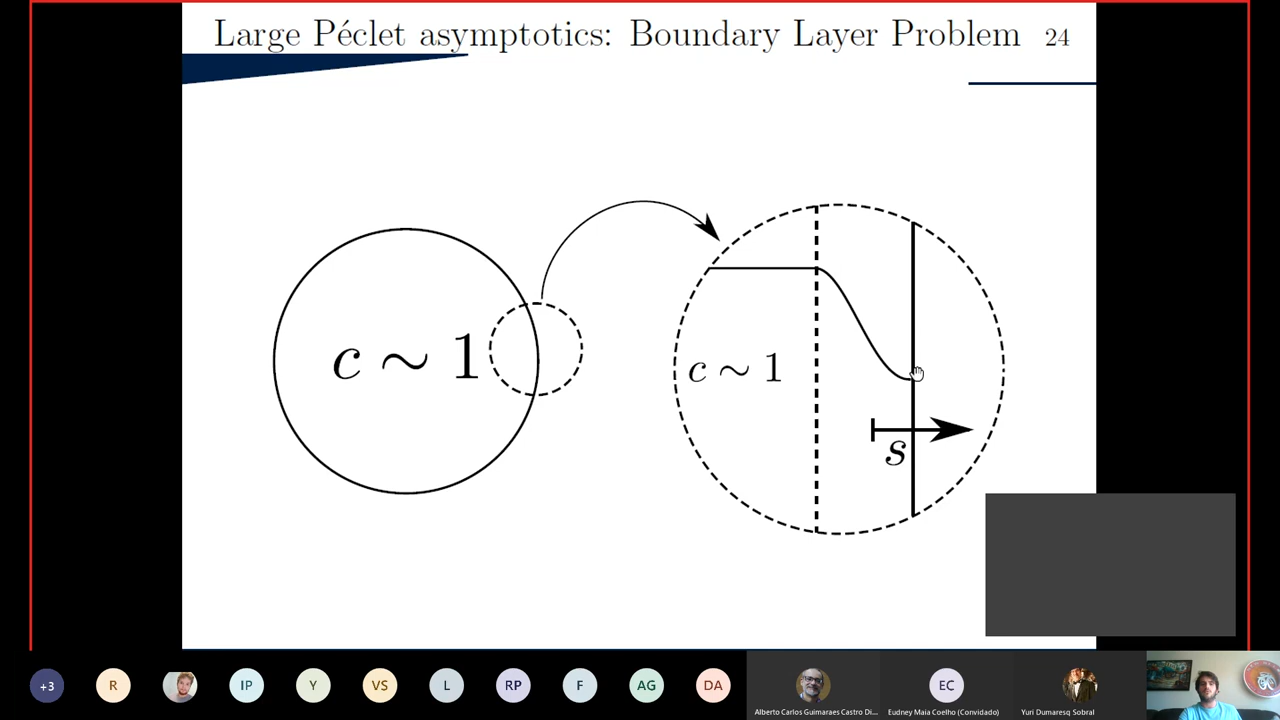 Large Péclet asymptotics: Boundary Layer Problem 24
c ~ 1
c ~ 1
s
+3 R IP Y VS L RP F AG DA EC
Alberto Carlos Guimaraes Castro Di... Eudney Maia Coelho (Convidado) Yuri Dumaresq Sobral